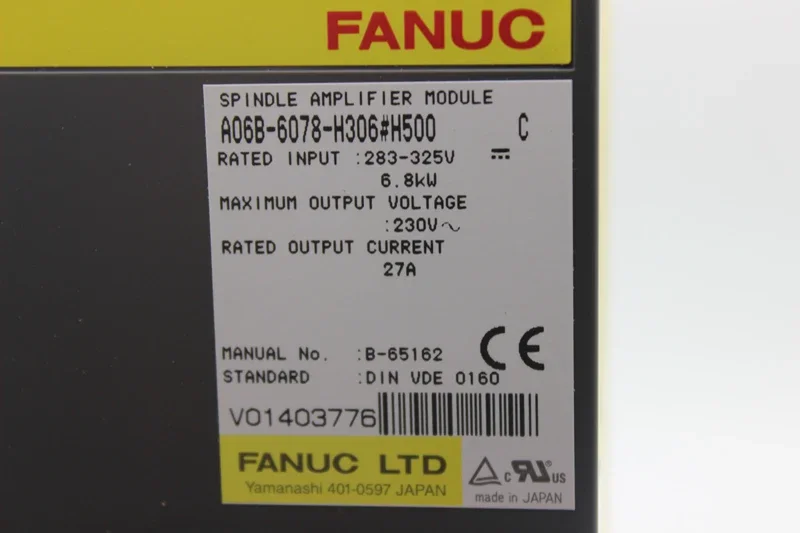 FANUC
SPINDLE AMPLIFIER MODULE
A06B-6078-H306#H500 C
RATED INPUT :283-325V ⎓
6.8kW
MAXIMUM OUTPUT VOLTAGE
:230V～
RATED OUTPUT CURRENT
27A
MANUAL No. :B-65162 CE
STANDARD :DIN VDE 0160
V01403776
FANUC LTD
Yamanashi 401-0597 JAPAN
c RU US
made in JAPAN